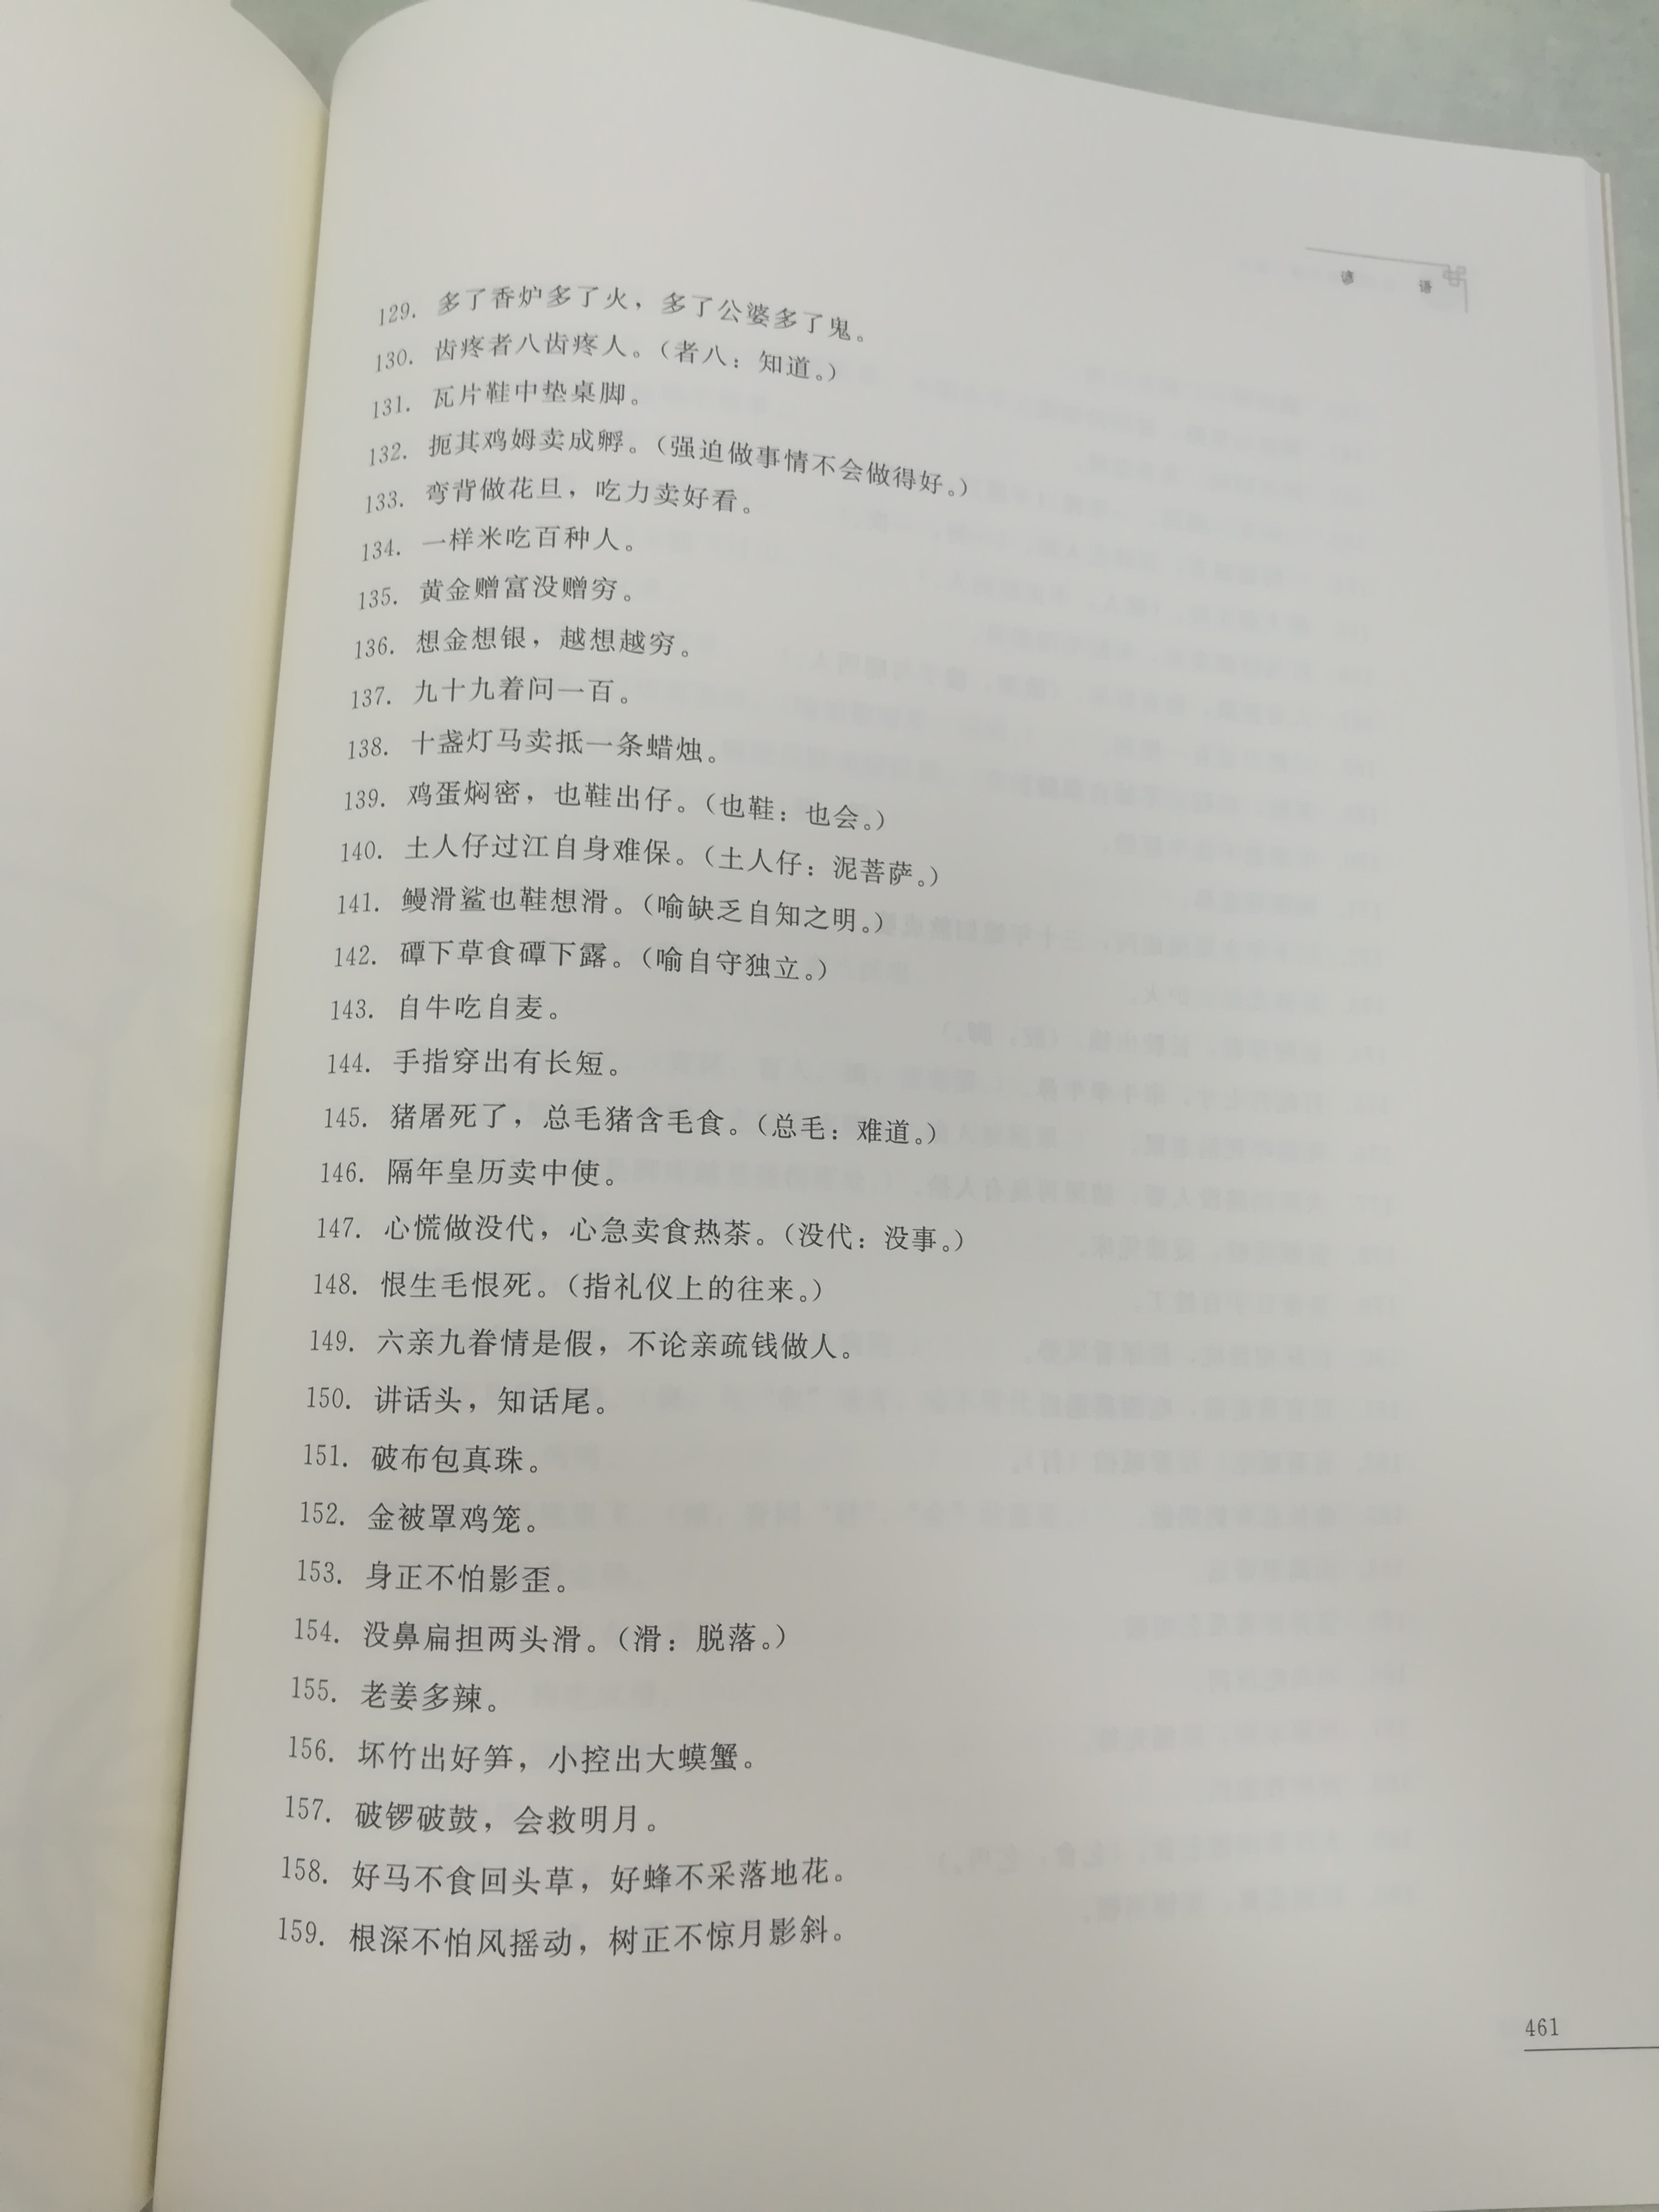 谚 语
129. 多了香炉多了火，多了公婆多了鬼。
130. 齿疼者八齿疼人。（者八：知道。）
131. 瓦片鞋中垫桌脚。
132. 扼其鸡姆卖成孵。（强迫做事情不会做得好。）
133. 弯背做花旦，吃力卖好看。
134. 一样米吃百种人。
135. 黄金赠富没赠穷。
136. 想金想银，越想越穷。
137. 九十九着问一百。
138. 十盏灯马卖抵一条蜡烛。
139. 鸡蛋焖密，也鞋出仔。（也鞋：也会。）
140. 土人仔过江自身难保。（土人仔：泥菩萨。）
141. 鳗滑鲨也鞋想滑。（喻缺乏自知之明。）
142. 磹下草食磹下露。（喻自守独立。）
143. 自牛吃自麦。
144. 手指穿出有长短。
145. 猪屠死了，总毛猪含毛食。（总毛：难道。）
146. 隔年皇历卖中使。
147. 心慌做没代，心急卖食热茶。（没代：没事。）
148. 恨生毛恨死。（指礼仪上的往来。）
149. 六亲九眷情是假，不论亲疏钱做人。
150. 讲话头，知话尾。
151. 破布包真珠。
152. 金被罩鸡笼。
153. 身正不怕影歪。
154. 没鼻扁担两头滑。（滑：脱落。）
155. 老姜多辣。
156. 坏竹出好笋，小控出大蟆蟹。
157. 破锣破鼓，会救明月。
158. 好马不食回头草，好蜂不采落地花。
159. 根深不怕风摇动，树正不惊月影斜。
461